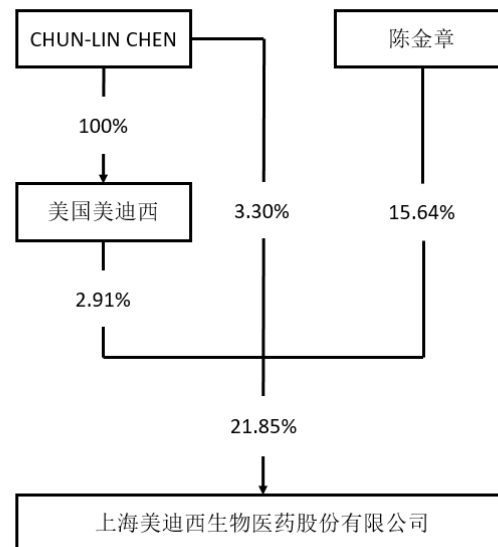 CHUN-LIN CHEN
陈金章
100%
美国美迪西
3.30%
15.64%
2.91%
21.85%
上海美迪西生物医药股份有限公司